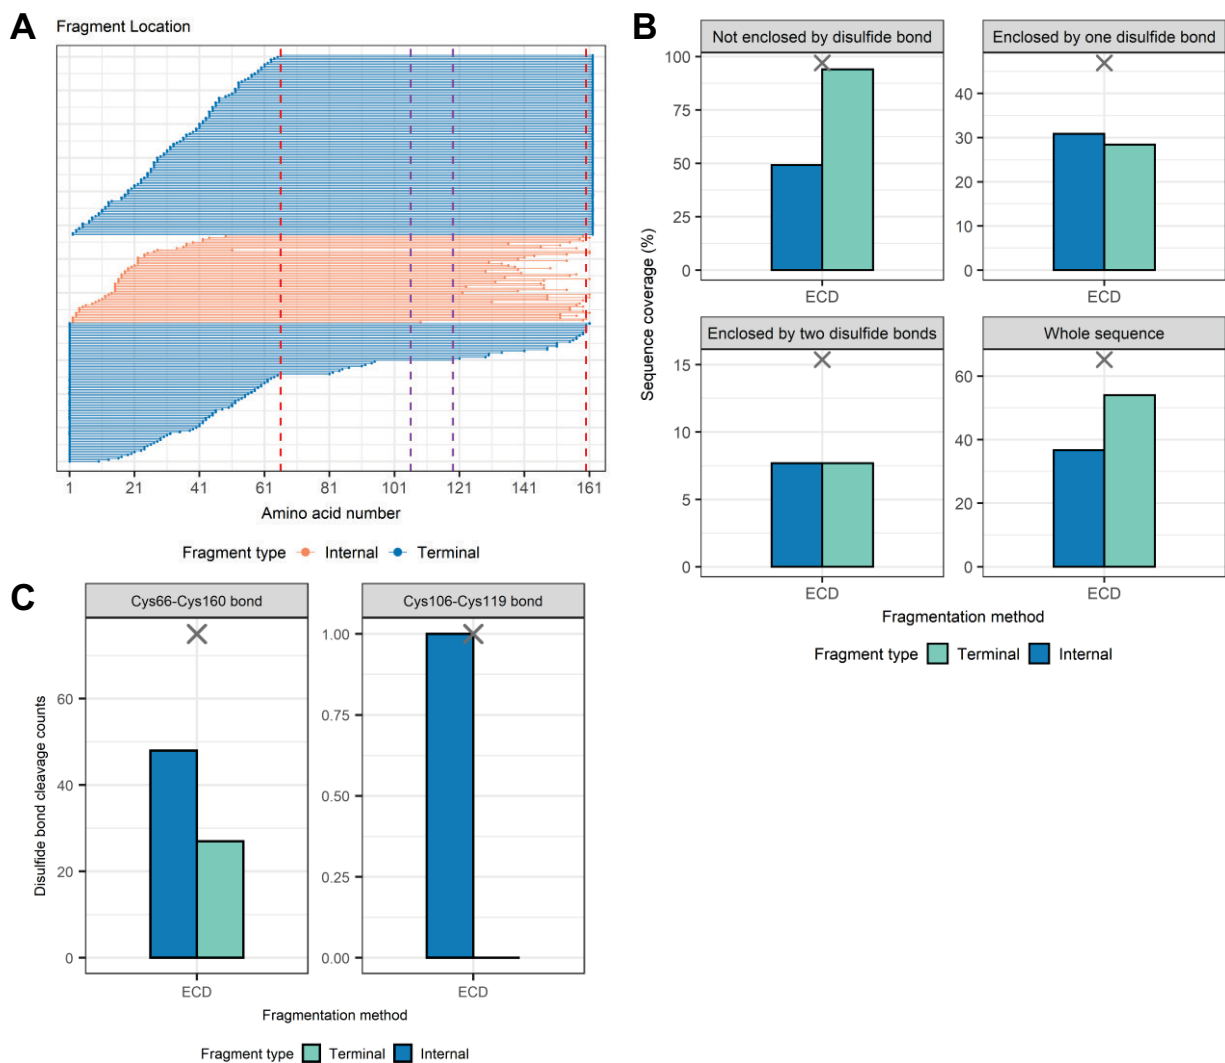 A
Fragment Location
1 21 41 61 81 101 121 141 161
Amino acid number
Fragment type Internal Terminal
B
Not enclosed by disulfide bond
Enclosed by one disulfide bond
100
75
50
25
0
ECD
40
30
20
10
0
ECD
Sequence coverage (%)
Enclosed by two disulfide bonds
Whole sequence
15
10
5
0
ECD
60
40
20
0
ECD
Fragmentation method
Fragment type Terminal Internal
C
Cys66-Cys160 bond
Cys106-Cys119 bond
Disulfide bond cleavage counts
60
40
20
0
ECD
1.00
0.75
0.50
0.25
0.00
ECD
Fragmentation method
Fragment type Terminal Internal